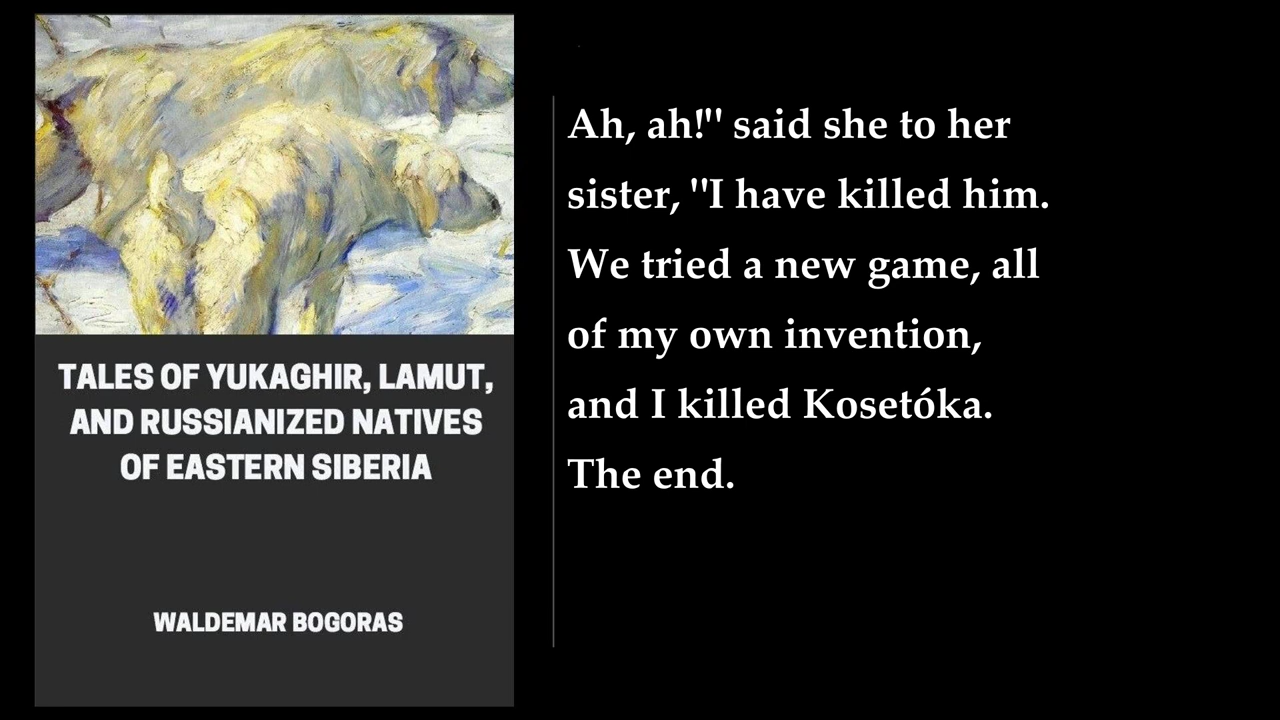 TALES OF YUKAGHIR, LAMUT,
AND RUSSIANIZED NATIVES
OF EASTERN SIBERIA
WALDEMAR BOGORAS
Ah, ah!" said she to her
sister, "I have killed him.
We tried a new game, all
of my own invention,
and I killed Kosetóka.
The end.